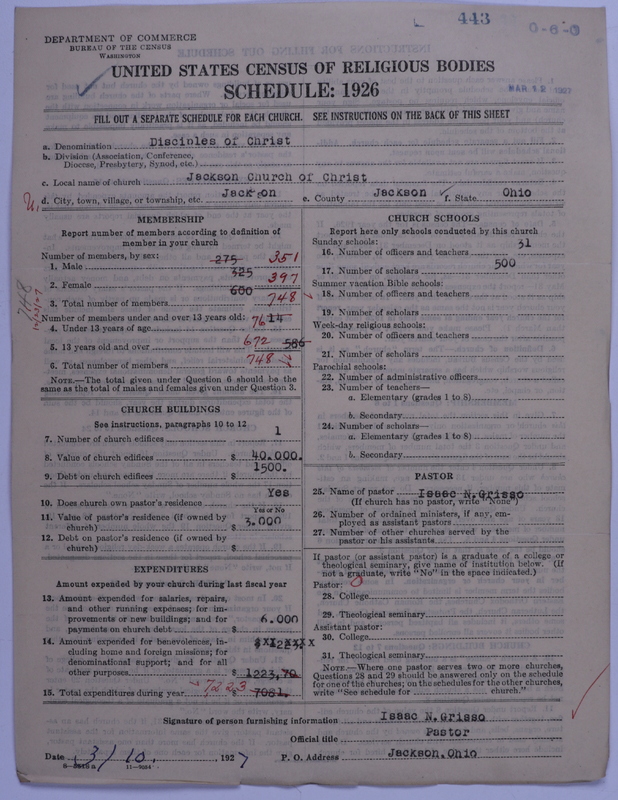 443
0-6-0
DEPARTMENT OF COMMERCE
BUREAU OF THE CENSUS
WASHINGTON
UNITED STATES CENSUS OF RELIGIOUS BODIES
SCHEDULE: 1926
MAR 12 1927
FILL OUT A SEPARATE SCHEDULE FOR EACH CHURCH. SEE INSTRUCTIONS ON THE BACK OF THIS SHEET
a. Denomination Disciples of Christ
b. Division (Association, Conference,
Diocese, Presbytery, Synod, etc.)
c. Local name of church Jackson Church of Christ
d. City, town, village, or township, etc. Jackson e. County Jackson f. State Ohio
MEMBERSHIP
Report number of members according to definition of
member in your church
Number of members, by sex:
1. Male 275 351
2. Female 325 397
3. Total number of members 600 748
Number of members under and over 13 years old:
4. Under 13 years of age 76 14
5. 13 years old and over 672 586
6. Total number of members 748
NOTE.—The total given under Question 6 should be the
same as the total of males and females given under Question 3.
748
CHURCH BUILDINGS
See instructions, paragraphs 10 to 12
7. Number of church edifices 1
8. Value of church edifices $ 40.000.
9. Debt on church edifices $ 1500.
10. Does church own pastor's residence Yes
Yes or No
11. Value of pastor's residence (if owned by
church) $ 3.000
12. Debt on pastor's residence (if owned by
church) $
EXPENDITURES
Amount expended by your church during last fiscal year
13. Amount expended for salaries, repairs,
and other running expenses; for im-
provements or new buildings; and for
payments on church debt $ 6.000
14. Amount expended for benevolences, in-
cluding home and foreign missions; for
denominational support; and for all
other purposes $ 1223,70
15. Total expenditures during year 7223 $ 7081.
CHURCH SCHOOLS
Report here only schools conducted by this church
Sunday schools:
16. Number of officers and teachers 31
17. Number of scholars 500
Summer vacation Bible schools:
18. Number of officers and teachers
19. Number of scholars
Week-day religious schools:
20. Number of officers and teachers
21. Number of scholars
Parochial schools:
22. Number of administrative officers
23. Number of teachers—
a. Elementary (grades 1 to 8)
b. Secondary
24. Number of scholars—
a. Elementary (grades 1 to 8)
b. Secondary
PASTOR
25. Name of pastor Isaac N. Grisso
(If church has no pastor, write "None")
26. Number of ordained ministers, if any, em-
ployed as assistant pastors
27. Number of other churches served by the
pastor or his assistants
If pastor (or assistant pastor) is a graduate of a college or
theological seminary, give name of institution below. (If
not a graduate, write "No" in the space indicated.)
Pastor:
28. College
29. Theological seminary
Assistant pastor:
30. College
31. Theological seminary
NOTE.—Where one pastor serves two or more churches,
Questions 28 and 29 should be answered only on the schedule
for one of the churches; on the schedules for the other churches,
write "See schedule for church."
Signature of person furnishing information Isaac N. Grisso
Official title Pastor
Date 3/10, 1927 P. O. Address Jackson, Ohio
11—9054